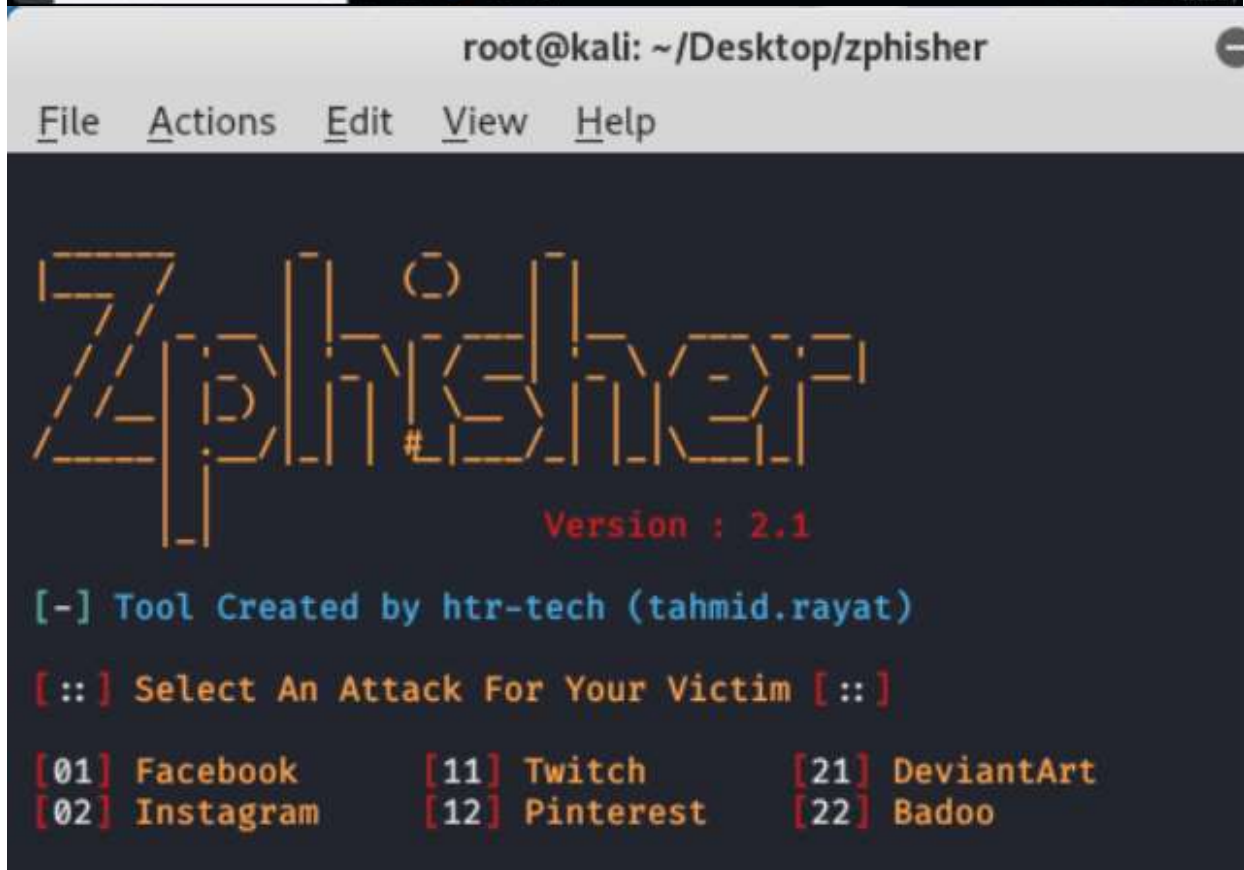 root@kali: ~/Desktop/zphisher
File Actions Edit View Help
Zphisher
Version : 2.1
[-] Tool Created by htr-tech (tahmid.rayat)
[::] Select An Attack For Your Victim [::]
[01] Facebook [11] Twitch [21] DeviantArt
[02] Instagram [12] Pinterest [22] Badoo